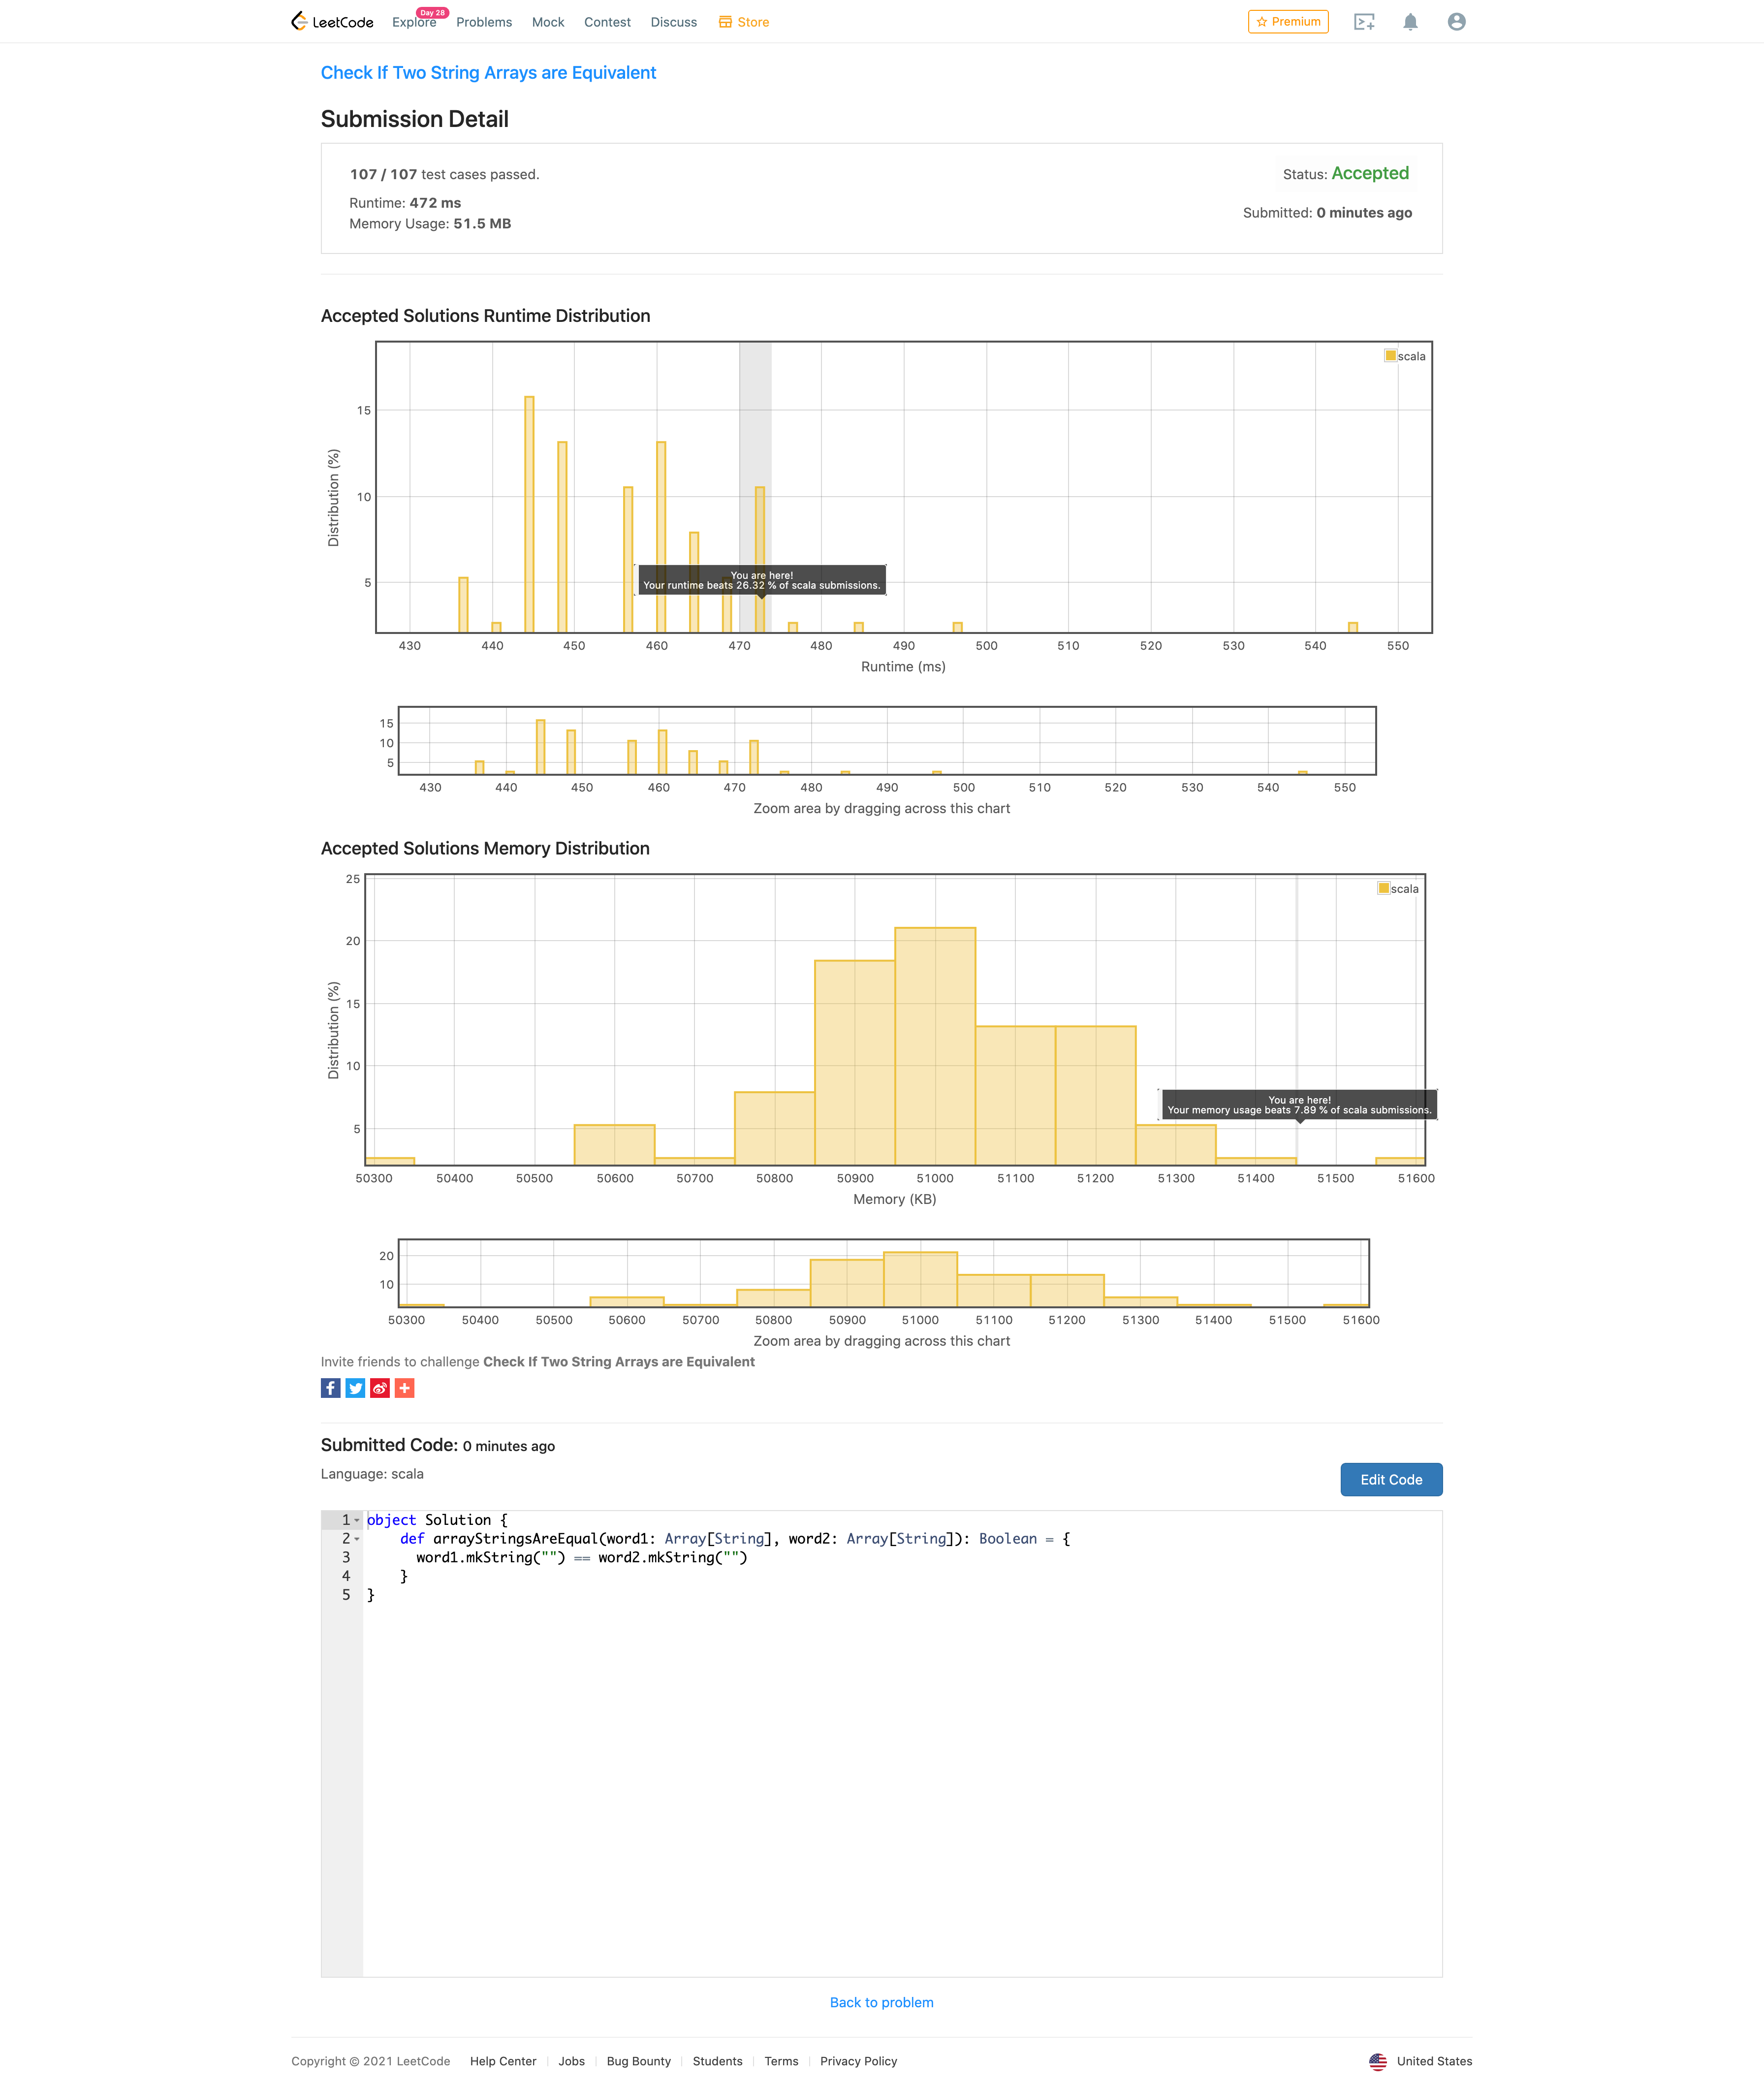 LeetCode Explore Day 28 Problems Mock Contest Discuss Store Premium
Check If Two String Arrays are Equivalent
Submission Detail
107 / 107 test cases passed.
Status: Accepted
Runtime: 472 ms
Submitted: 0 minutes ago
Memory Usage: 51.5 MB
Accepted Solutions Runtime Distribution
scala
15
10
5
Distribution (%)
You are here!
Your runtime beats 26.32 % of scala submissions.
430 440 450 460 470 480 490 500 510 520 530 540 550
Runtime (ms)
15
10
5
430 440 450 460 470 480 490 500 510 520 530 540 550
Zoom area by dragging across this chart
Accepted Solutions Memory Distribution
scala
25
20
15
10
5
Distribution (%)
You are here!
Your memory usage beats 7.89 % of scala submissions.
50300 50400 50500 50600 50700 50800 50900 51000 51100 51200 51300 51400 51500 51600
Memory (KB)
20
10
50300 50400 50500 50600 50700 50800 50900 51000 51100 51200 51300 51400 51500 51600
Zoom area by dragging across this chart
Invite friends to challenge Check If Two String Arrays are Equivalent
Submitted Code: 0 minutes ago
Language: scala
Edit Code
1 object Solution {
2     def arrayStringsAreEqual(word1: Array[String], word2: Array[String]): Boolean = {
3       word1.mkString("") == word2.mkString("")
4     }
5 }
Back to problem
Copyright © 2021 LeetCode Help Center Jobs Bug Bounty Students Terms Privacy Policy United States